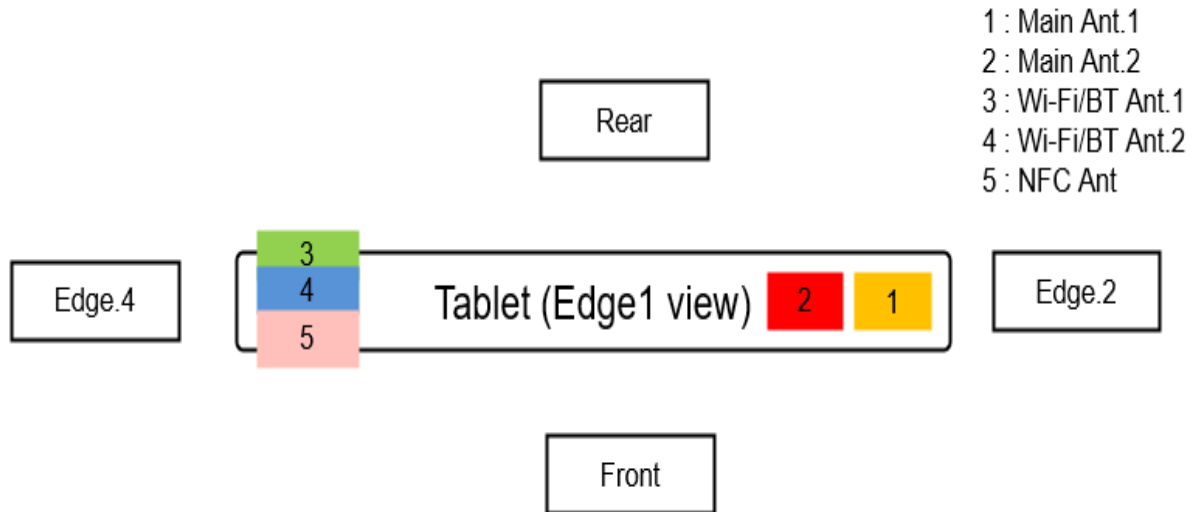 1 : Main Ant.1
2 : Main Ant.2
3 : Wi-Fi/BT Ant.1
4 : Wi-Fi/BT Ant.2
5 : NFC Ant
Rear
3
4
5
Edge.4
Tablet (Edge1 view)
2
1
Edge.2
Front